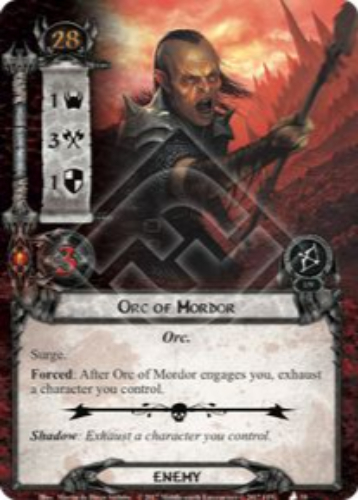 28
1
3
1
3
Orc of Mordor
Orc.
Surge.
Forced: After Orc of Mordor engages you, exhaust
a character you control.
Shadow: Exhaust a character you control.
ENEMY